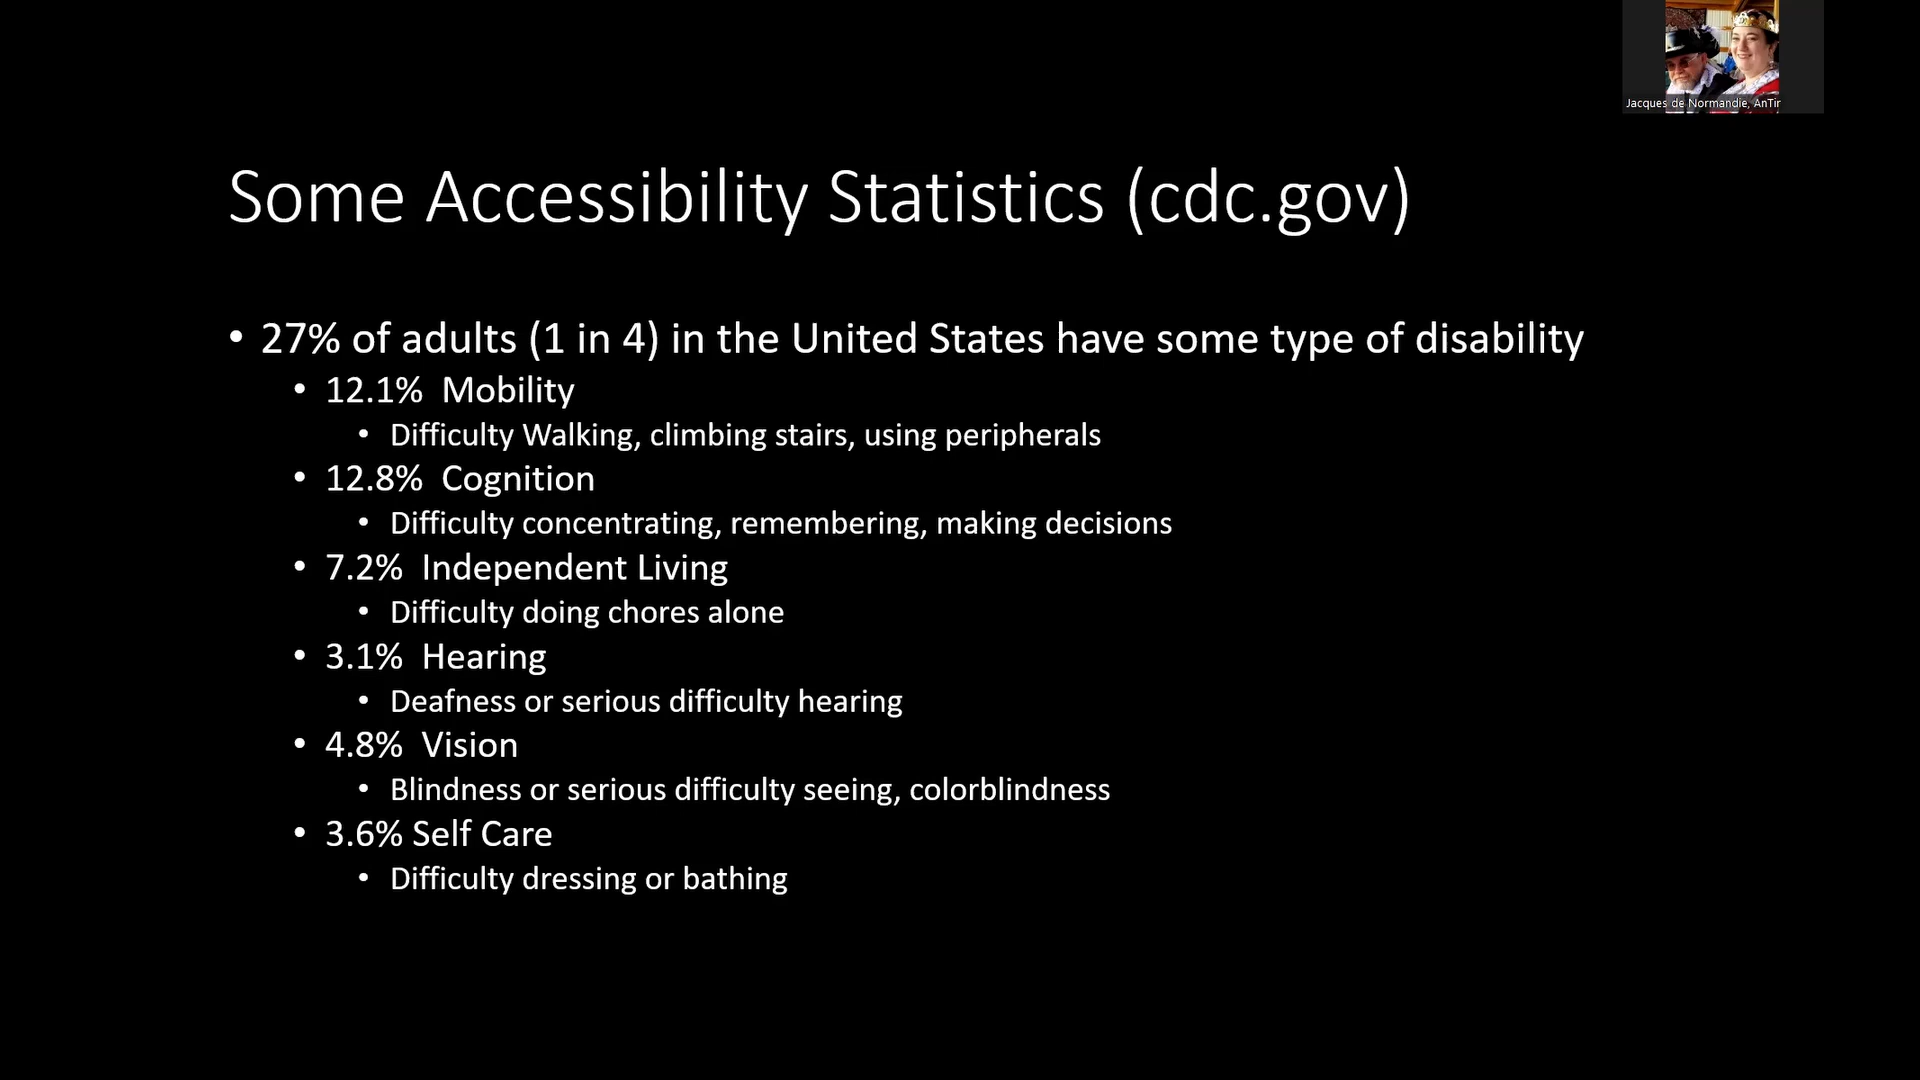 Jacques de Normandie, AnTir
Some Accessibility Statistics (cdc.gov)
• 27% of adults (1 in 4) in the United States have some type of disability
• 12.1% Mobility
• Difficulty Walking, climbing stairs, using peripherals
• 12.8% Cognition
• Difficulty concentrating, remembering, making decisions
• 7.2% Independent Living
• Difficulty doing chores alone
• 3.1% Hearing
• Deafness or serious difficulty hearing
• 4.8% Vision
• Blindness or serious difficulty seeing, colorblindness
• 3.6% Self Care
• Difficulty dressing or bathing